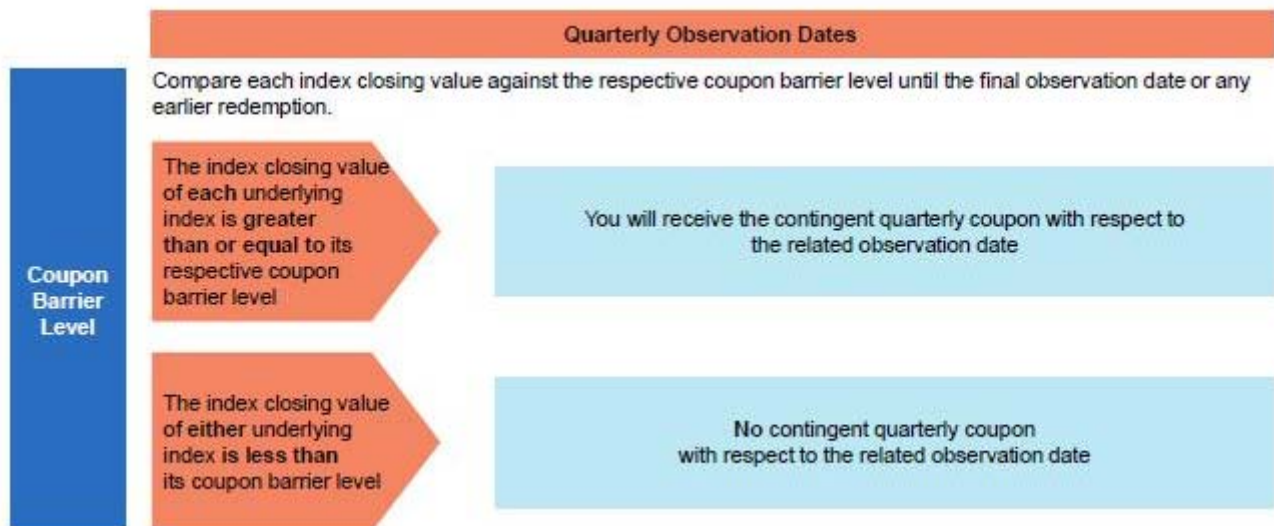 Quarterly Observation Dates
Compare each index closing value against the respective coupon barrier level until the final observation date or any
earlier redemption.
Coupon
Barrier
Level
The index closing value
of each underlying
index is greater
than or equal to its
respective coupon
barrier level
You will receive the contingent quarterly coupon with respect to
the related observation date
The index closing value
of either underlying
index is less than
its coupon barrier level
No contingent quarterly coupon
with respect to the related observation date